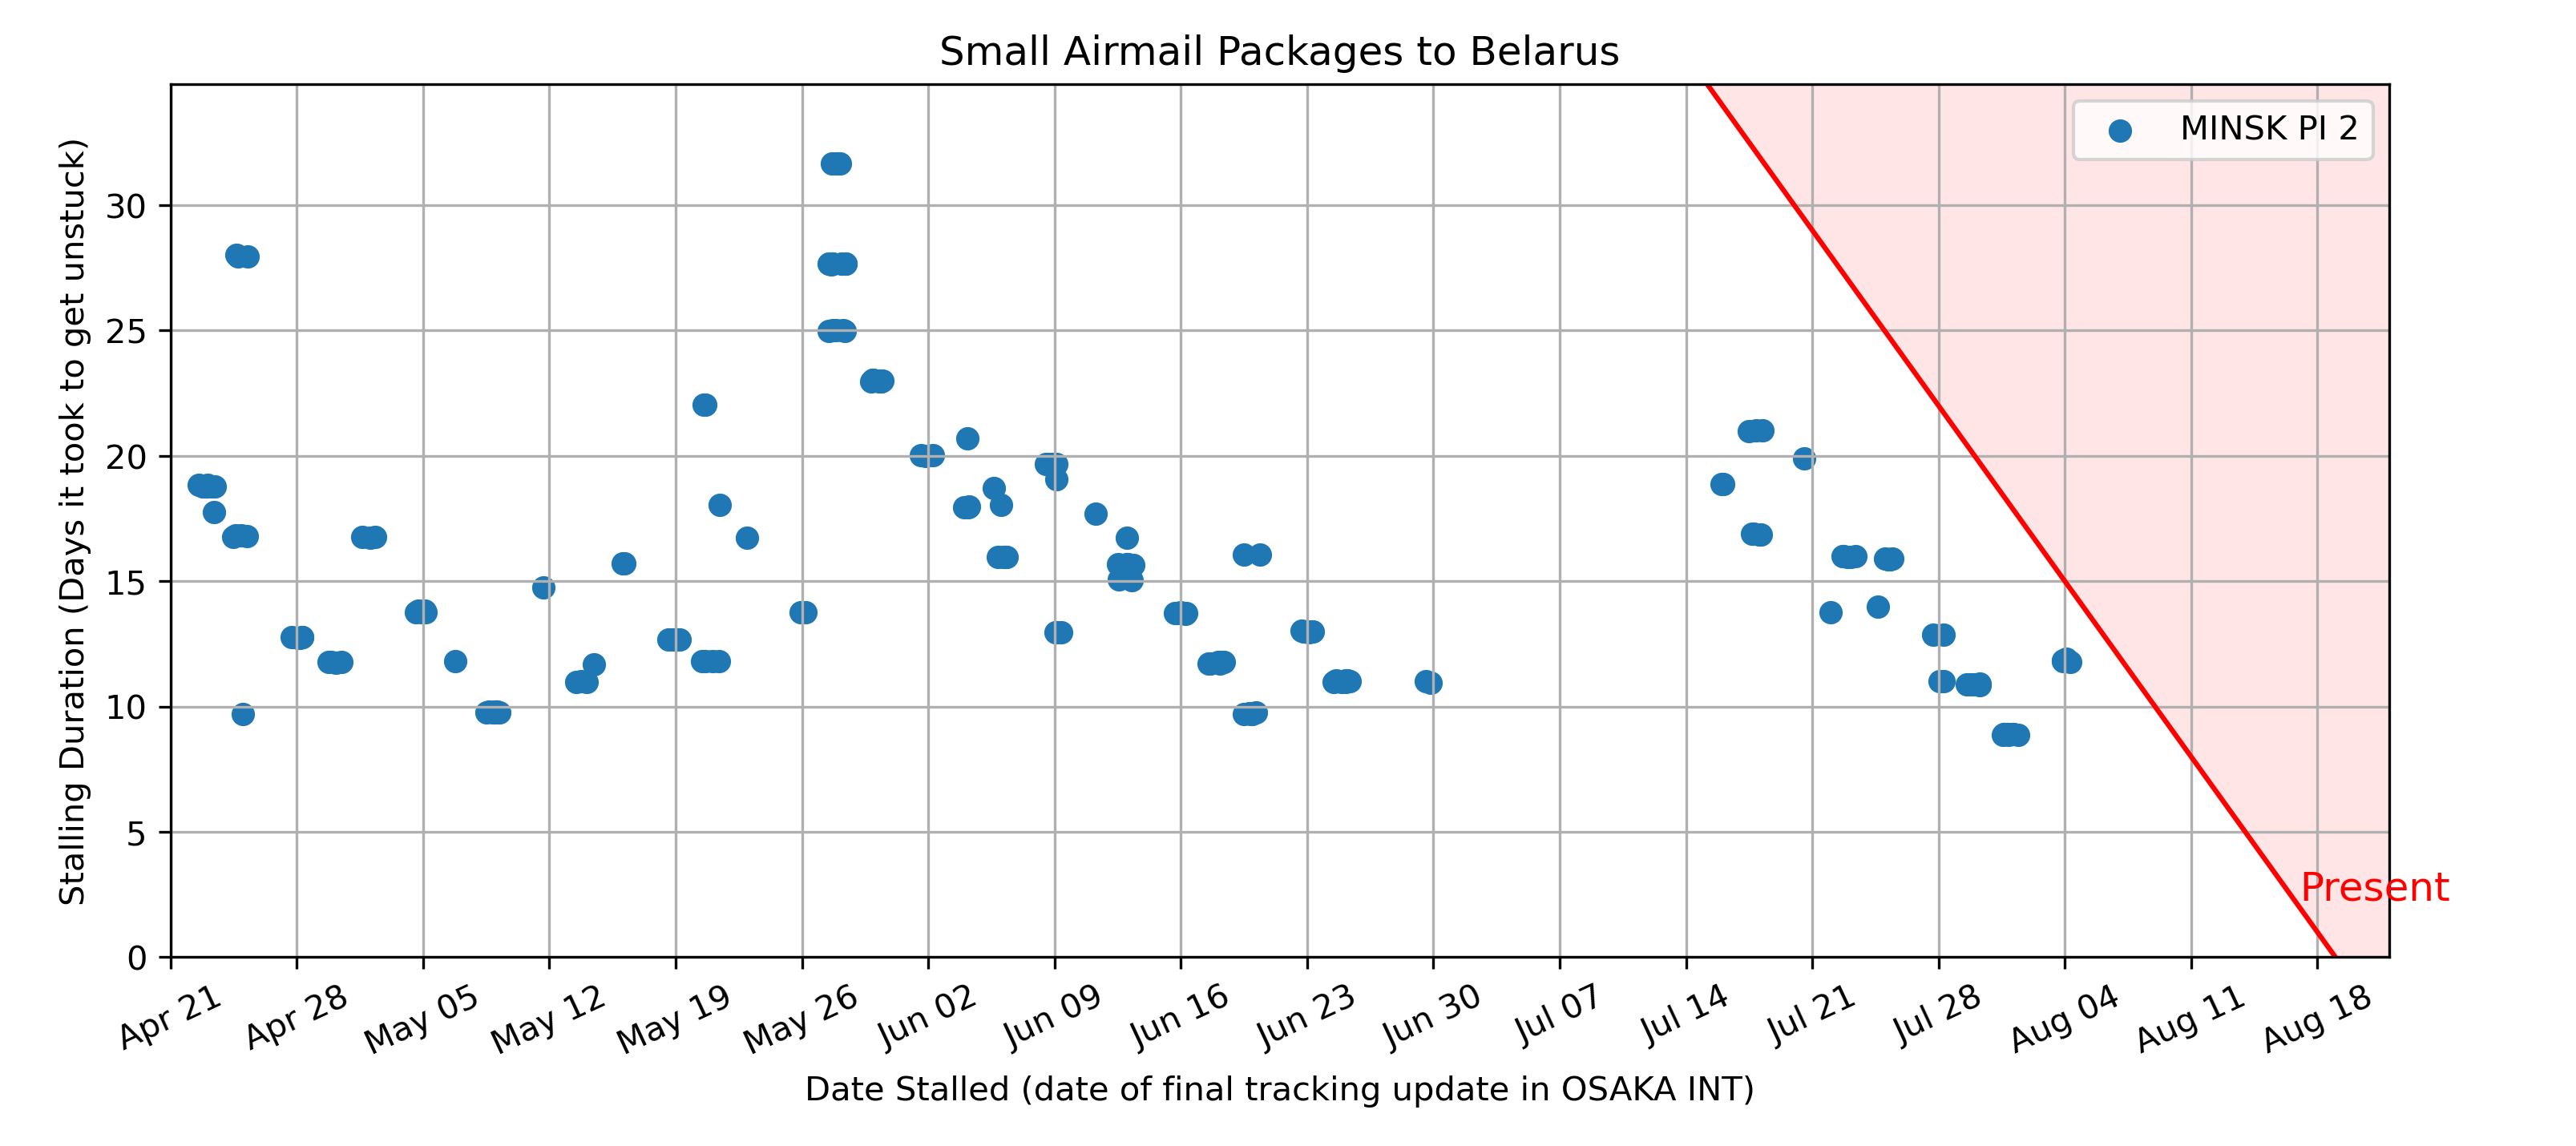 Small Airmail Packages to Belarus
MINSK PI 2
Stalling Duration (Days it took to get unstuck)
30
25
20
15
10
5
0
Present
Apr 21
Apr 28
May 05
May 12
May 19
May 26
Jun 02
Jun 09
Jun 16
Jun 23
Jun 30
Jul 07
Jul 14
Jul 21
Jul 28
Aug 04
Aug 11
Aug 18
Date Stalled (date of final tracking update in OSAKA INT)